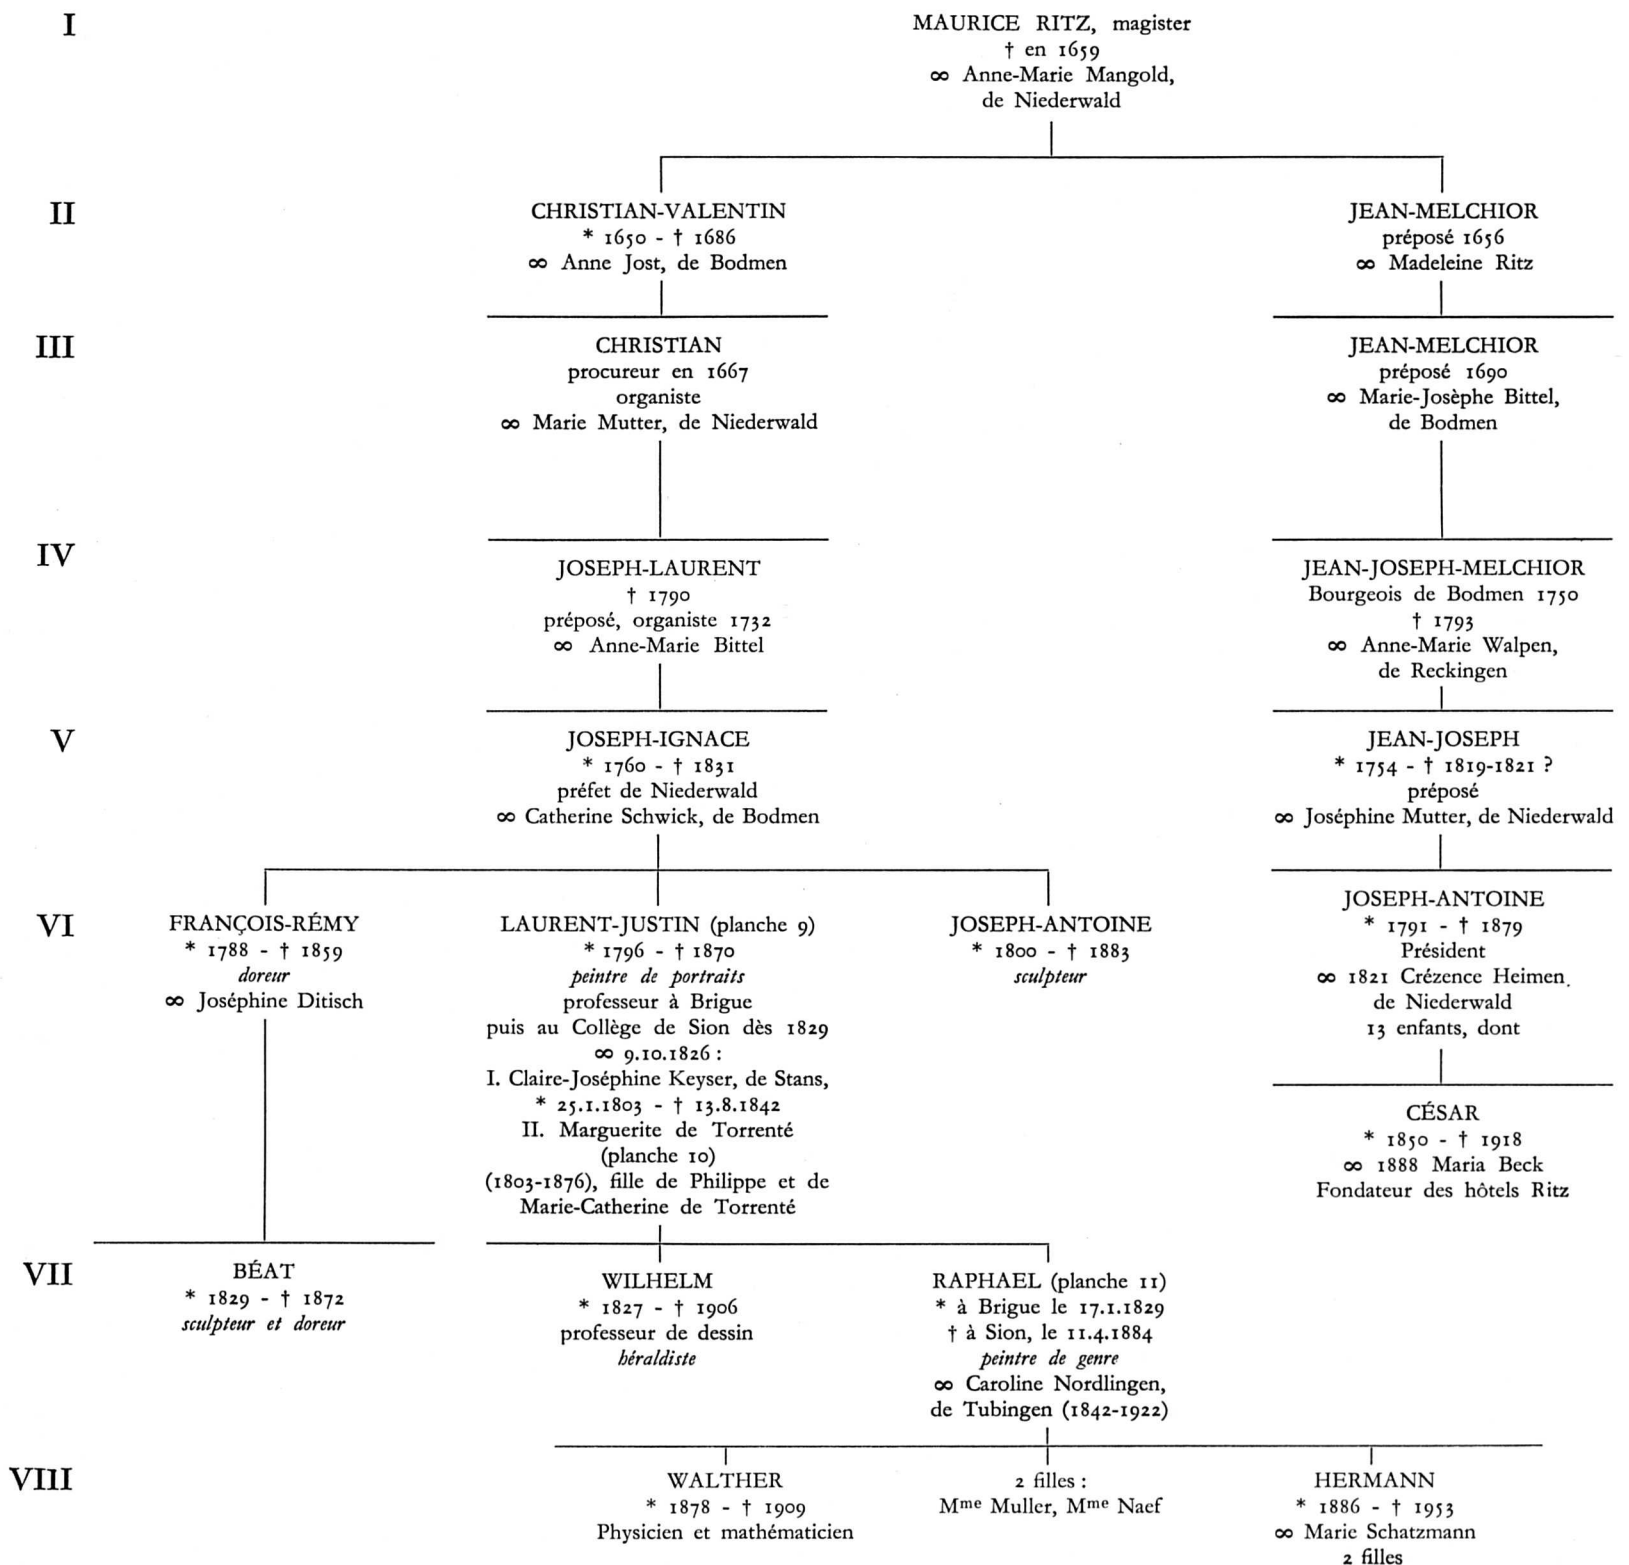 I
MAURICE RITZ, magister
† en 1659
∞ Anne-Marie Mangold,
de Niederwald
II
CHRISTIAN-VALENTIN
* 1650 - † 1686
∞ Anne Jost, de Bodmen
JEAN-MELCHIOR
préposé 1656
∞ Madeleine Ritz
III
CHRISTIAN
procureur en 1667
organiste
∞ Marie Mutter, de Niederwald
JEAN-MELCHIOR
préposé 1690
∞ Marie-Josèphe Bittel,
de Bodmen
IV
JOSEPH-LAURENT
† 1790
préposé, organiste 1732
∞ Anne-Marie Bittel
JEAN-JOSEPH-MELCHIOR
Bourgeois de Bodmen 1750
† 1793
∞ Anne-Marie Walpen,
de Reckingen
V
JOSEPH-IGNACE
* 1760 - † 1831
préfet de Niederwald
∞ Catherine Schwick, de Bodmen
JEAN-JOSEPH
* 1754 - † 1819-1821 ?
préposé
∞ Joséphine Mutter, de Niederwald
VI
FRANÇOIS-RÉMY
* 1788 - † 1859
doreur
∞ Joséphine Ditisch
LAURENT-JUSTIN (planche 9)
* 1796 - † 1870
peintre de portraits
professeur à Brigue
puis au Collège de Sion dès 1829
∞ 9.10.1826 :
I. Claire-Joséphine Keyser, de Stans,
* 25.1.1803 - † 13.8.1842
II. Marguerite de Torrenté
(planche 10)
(1803-1876), fille de Philippe et de
Marie-Catherine de Torrenté
JOSEPH-ANTOINE
* 1800 - † 1883
sculpteur
JOSEPH-ANTOINE
* 1791 - † 1879
Président
∞ 1821 Crézence Heimen
de Niederwald
13 enfants, dont
CÉSAR
* 1850 - † 1918
∞ 1888 Maria Beck
Fondateur des hôtels Ritz
VII
BÉAT
* 1829 - † 1872
sculpteur et doreur
WILHELM
* 1827 - † 1906
professeur de dessin
héraldiste
RAPHAEL (planche 11)
* à Brigue le 17.1.1829
† à Sion, le 11.4.1884
peintre de genre
∞ Caroline Nordlingen,
de Tubingen (1842-1922)
VIII
WALTHER
* 1878 - † 1909
Physicien et mathématicien
2 filles :
Mme Muller, Mme Naef
HERMANN
* 1886 - † 1953
∞ Marie Schatzmann
2 filles